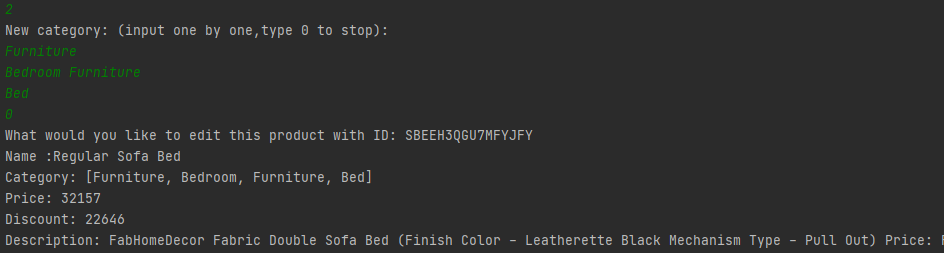 2
New category: (input one by one,type 0 to stop):
Furniture
Bedroom Furniture
Bed
0
What would you like to edit this product with ID: SBEEH3QGU7MFYJFY
Name :Regular Sofa Bed
Category: [Furniture, Bedroom, Furniture, Bed]
Price: 32157
Discount: 22646
Description: FabHomeDecor Fabric Double Sofa Bed (Finish Color - Leatherette Black Mechanism Type - Pull Out) Price: